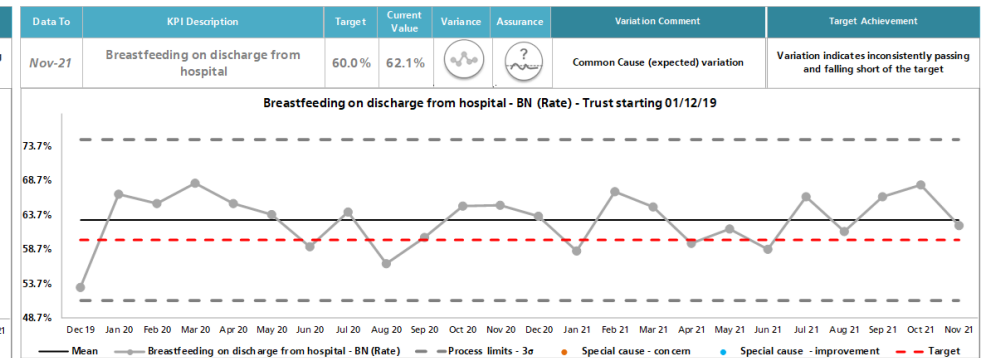 Data To KPI Description Target Current Value Variance Assurance Variation Comment Target Achievement
Nov-21 Breastfeeding on discharge from hospital 60.0% 62.1% ? Common Cause (expected) variation Variation indicates inconsistently passing and falling short of the target
Breastfeeding on discharge from hospital - BN (Rate) - Trust starting 01/12/19
73.7%
68.7%
63.7%
58.7%
53.7%
48.7%
Dec 19 Jan 20 Feb 20 Mar 20 Apr 20 May 20 Jun 20 Jul 20 Aug 20 Sep 20 Oct 20 Nov 20 Dec 20 Jan 21 Feb 21 Mar 21 Apr 21 May 21 Jun 21 Jul 21 Aug 21 Sep 21 Oct 21 Nov 21
Mean Breastfeeding on discharge from hospital - BN (Rate) Process limits - 3σ Special cause - concern Special cause - improvement Target